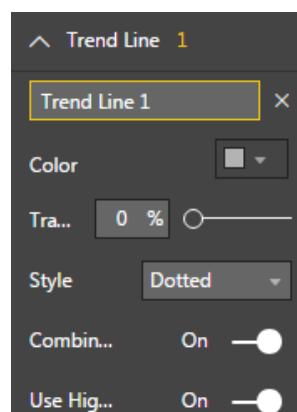 Trend Line 1
Trend Line 1 ×
Color
Tra... 0 %
Style Dotted
Combin... On
Use Hig... On